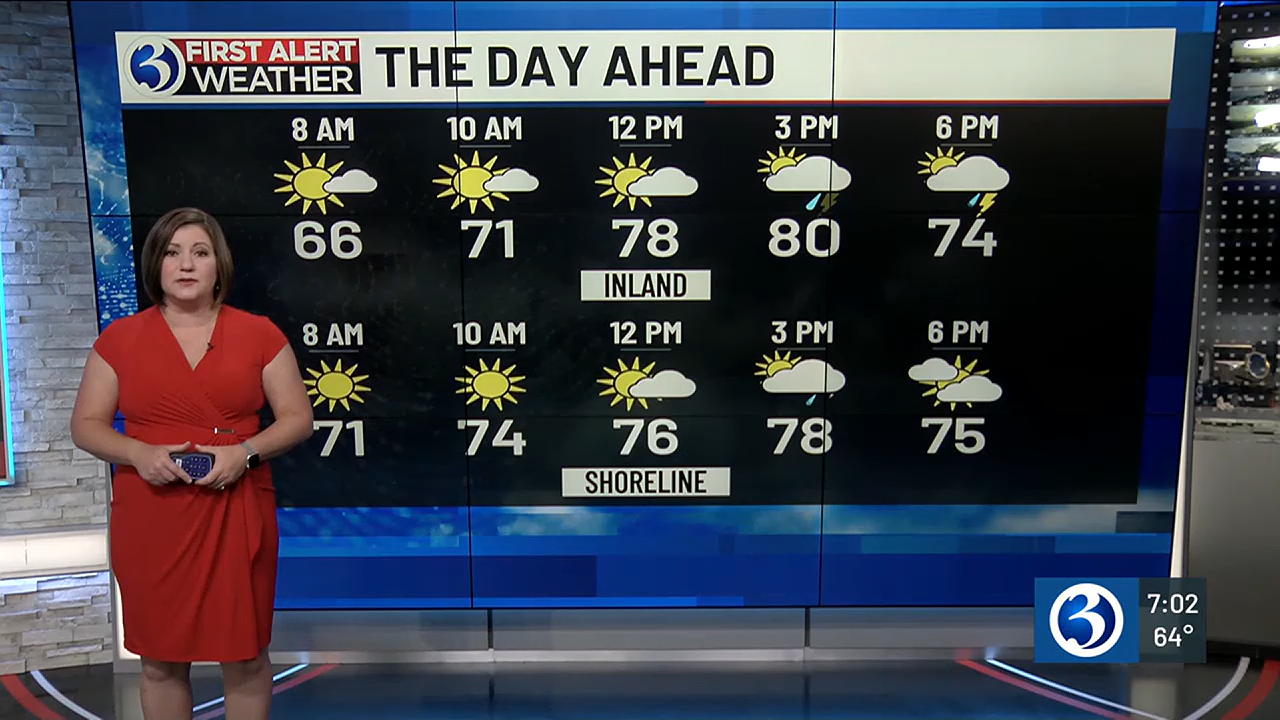 3 FIRST ALERT WEATHER THE DAY AHEAD
8 AM 10 AM 12 PM 3 PM 6 PM
66 71 78 80 74
INLAND
8 AM 10 AM 12 PM 3 PM 6 PM
71 74 76 78 75
SHORELINE
3 7:02
64°